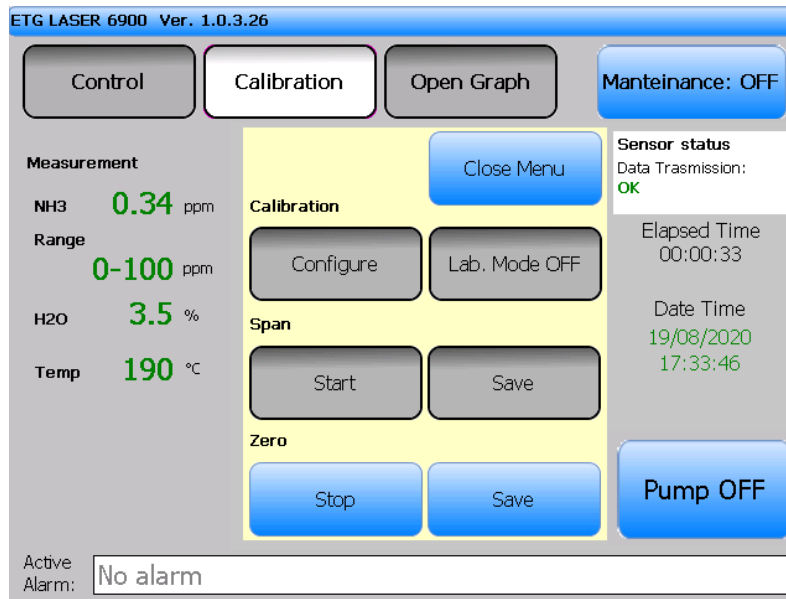 ETG LASER 6900 Ver. 1.0.3.26
Control
Calibration
Open Graph
Manteinance: OFF
Measurement
NH3 0.34 ppm
Range
0-100 ppm
H2O 3.5 %
Temp 190 °C
Close Menu
Calibration
Configure
Lab. Mode OFF
Span
Start
Save
Zero
Stop
Save
Sensor status
Data Trasmission:
OK
Elapsed Time
00:00:33
Date Time
19/08/2020
17:33:46
Pump OFF
Active
Alarm:
No alarm